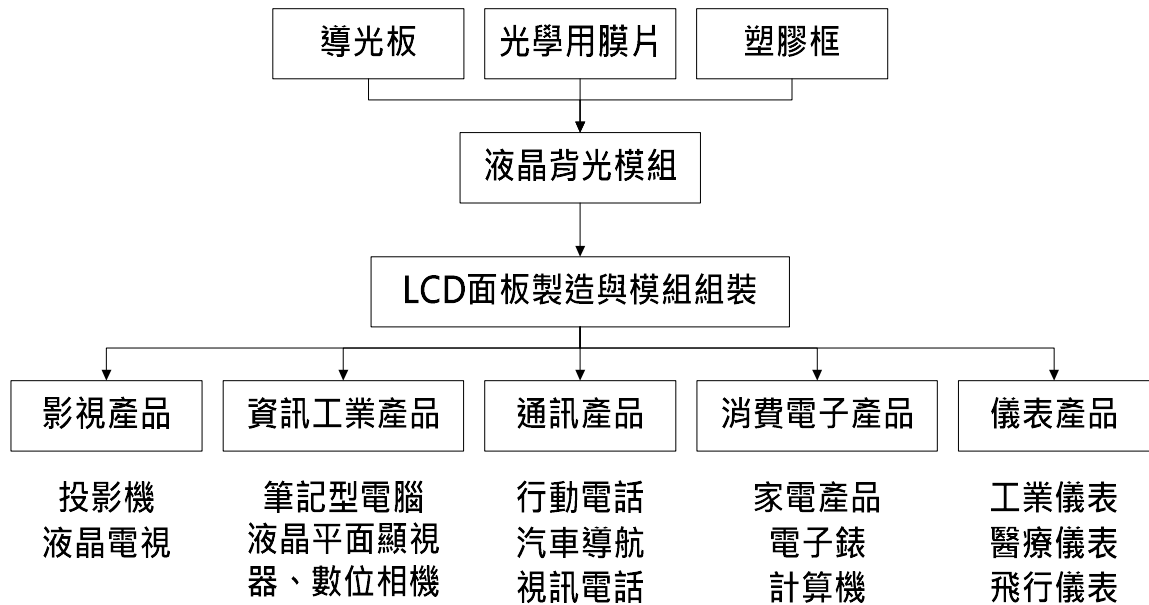 導光板
光學用膜片
塑膠框
液晶背光模組
LCD面板製造與模組組裝
影視產品
資訊工業產品
通訊產品
消費電子產品
儀表產品
投影機
液晶電視
筆記型電腦
液晶平面顯視
器、數位相機
行動電話
汽車導航
視訊電話
家電產品
電子錶
計算機
工業儀表
醫療儀表
飛行儀表